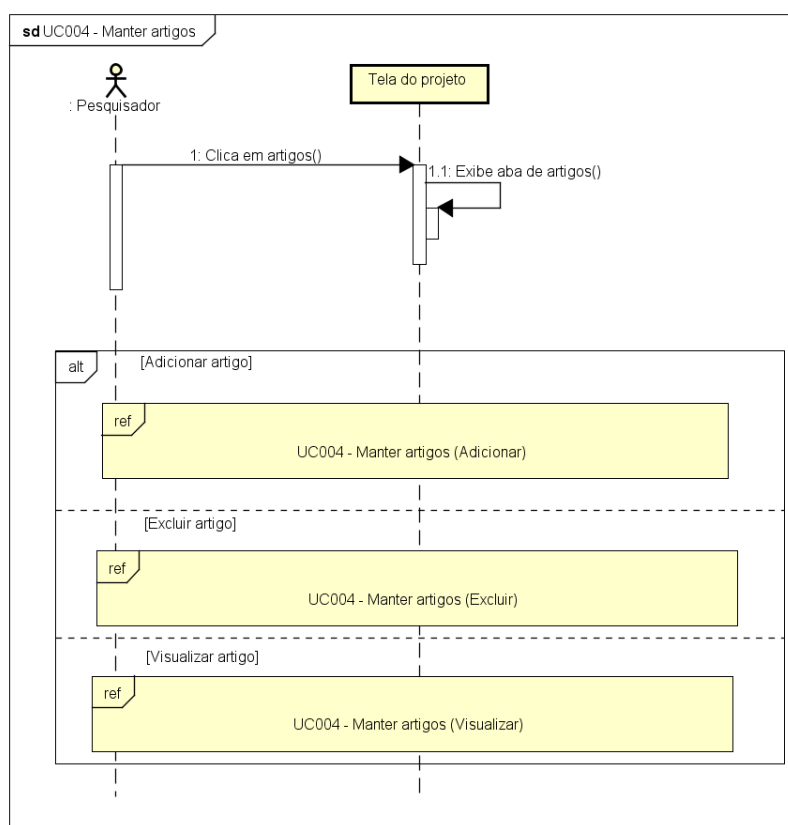 sd UC004 - Manter artigos
: Pesquisador
Tela do projeto
1: Clica em artigos()
1.1: Exibe aba de artigos()
alt
[Adicionar artigo]
ref
UC004 - Manter artigos (Adicionar)
[Excluir artigo]
ref
UC004 - Manter artigos (Excluir)
[Visualizar artigo]
ref
UC004 - Manter artigos (Visualizar)